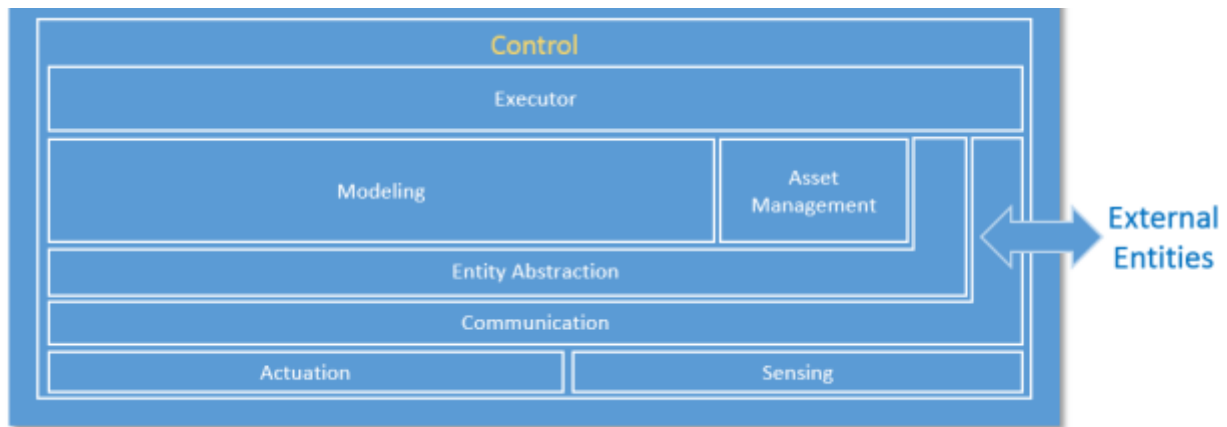 Control
Executor
Modeling
Asset
Management
External
Entities
Entity Abstraction
Communication
Actuation
Sensing